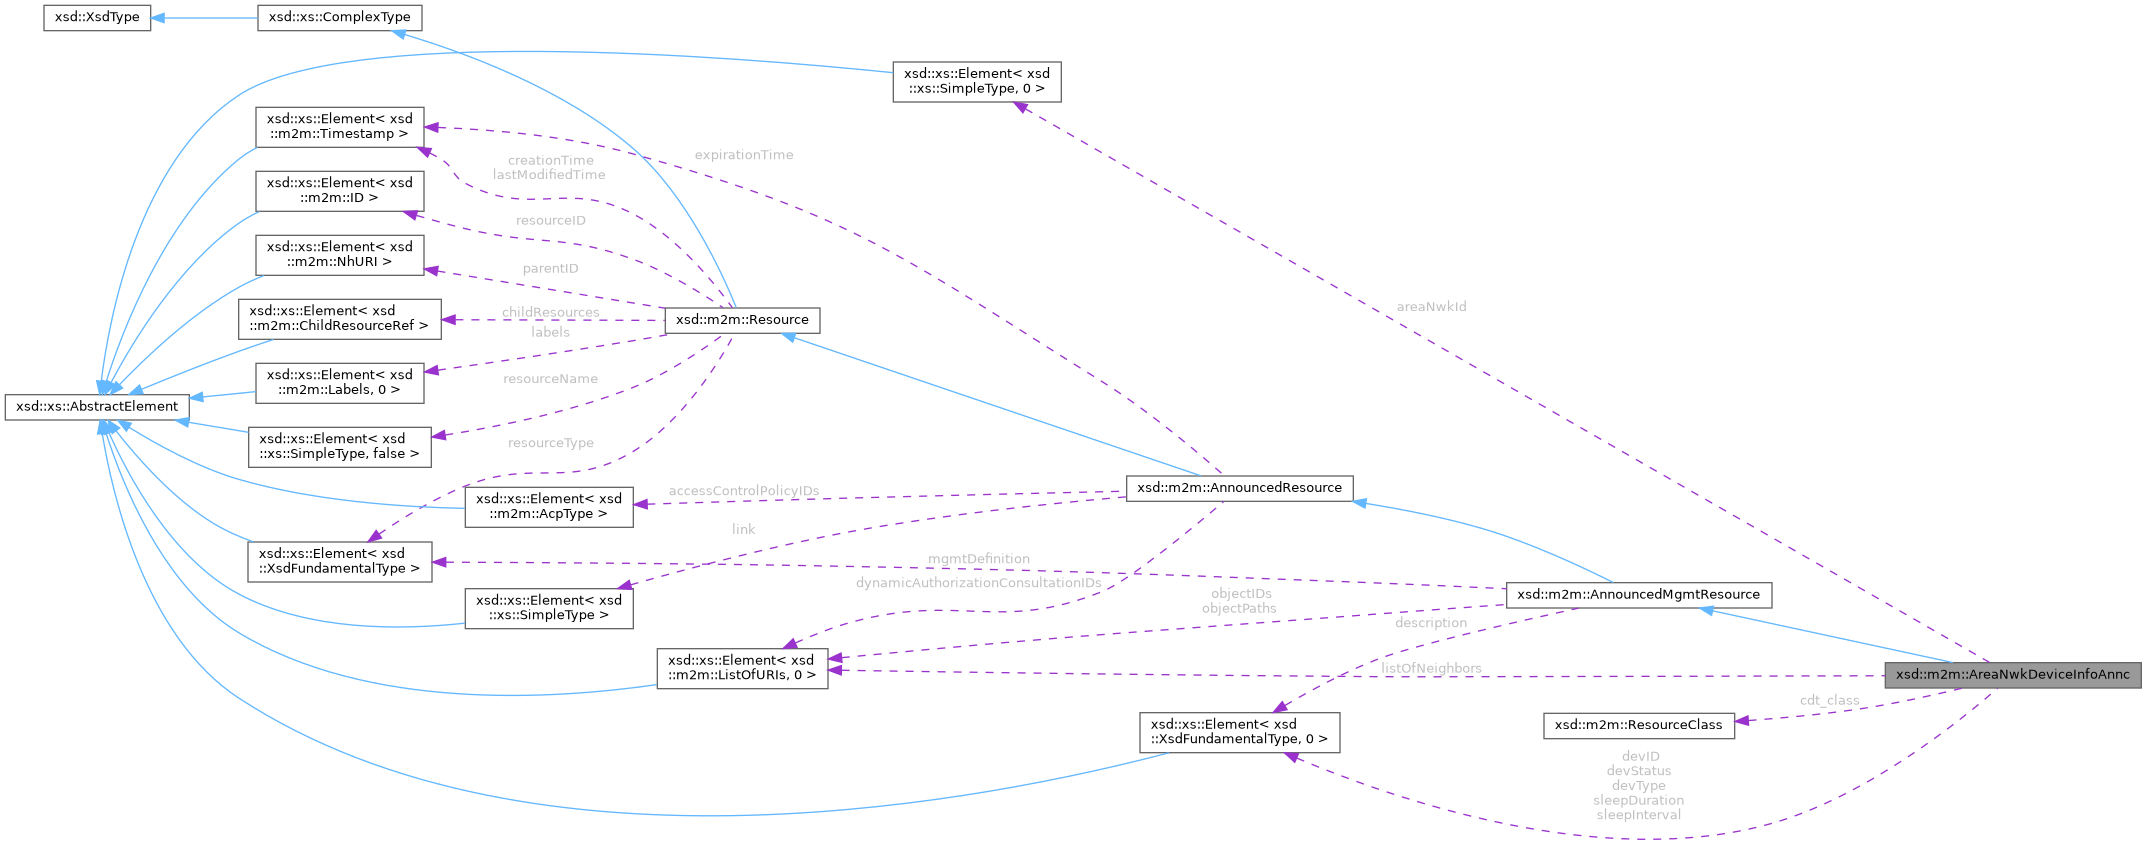 xsd::XsdType
xsd::xs::ComplexType
xsd::xs::Element< xsd
::xs::SimpleType, 0 >
xsd::xs::Element< xsd
::m2m::Timestamp >
expirationTime
creationTime
lastModifiedTime
xsd::xs::Element< xsd
::m2m::ID >
resourceID
xsd::xs::Element< xsd
::m2m::NhURI >
parentID
xsd::xs::Element< xsd
::m2m::ChildResourceRef >
childResources
labels
xsd::m2m::Resource
areaNwkId
xsd::xs::Element< xsd
::m2m::Labels, 0 >
resourceName
xsd::xs::AbstractElement
xsd::xs::Element< xsd
::xs::SimpleType, false >
resourceType
xsd::xs::Element< xsd
::m2m::AcpType >
accessControlPolicyIDs
xsd::m2m::AnnouncedResource
link
xsd::xs::Element< xsd
::XsdFundamentalType >
mgmtDefinition
dynamicAuthorizationConsultationIDs
xsd::xs::Element< xsd
::xs::SimpleType >
objectIDs
objectPaths
xsd::m2m::AnnouncedMgmtResource
description
xsd::xs::Element< xsd
::m2m::ListOfURIs, 0 >
listOfNeighbors
xsd::m2m::AreaNwkDeviceInfoAnnc
cdt_class
xsd::xs::Element< xsd
::XsdFundamentalType, 0 >
xsd::m2m::ResourceClass
devID
devStatus
devType
sleepDuration
sleepInterval